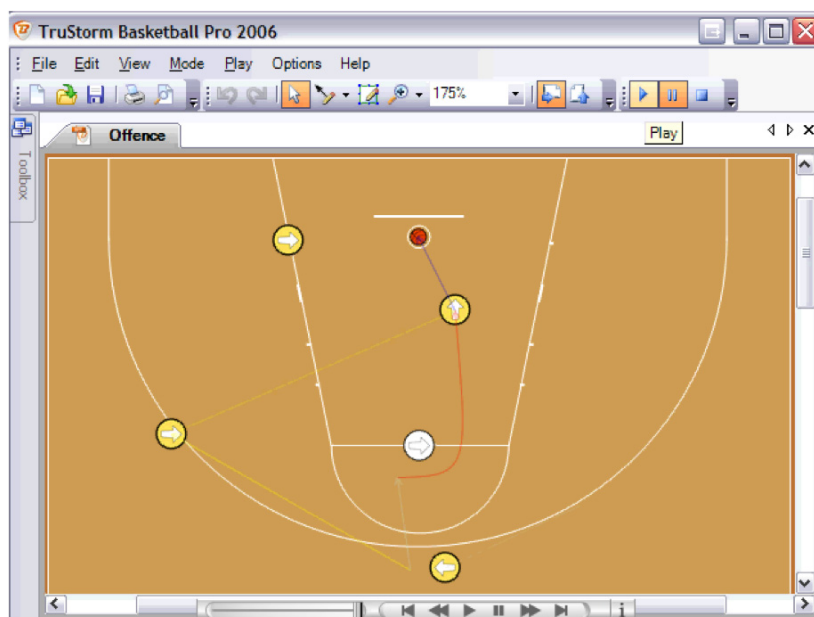 TruStorm Basketball Pro 2006
File Edit View Mode Play Options Help
175%
Offence
Play
Toolbox
i